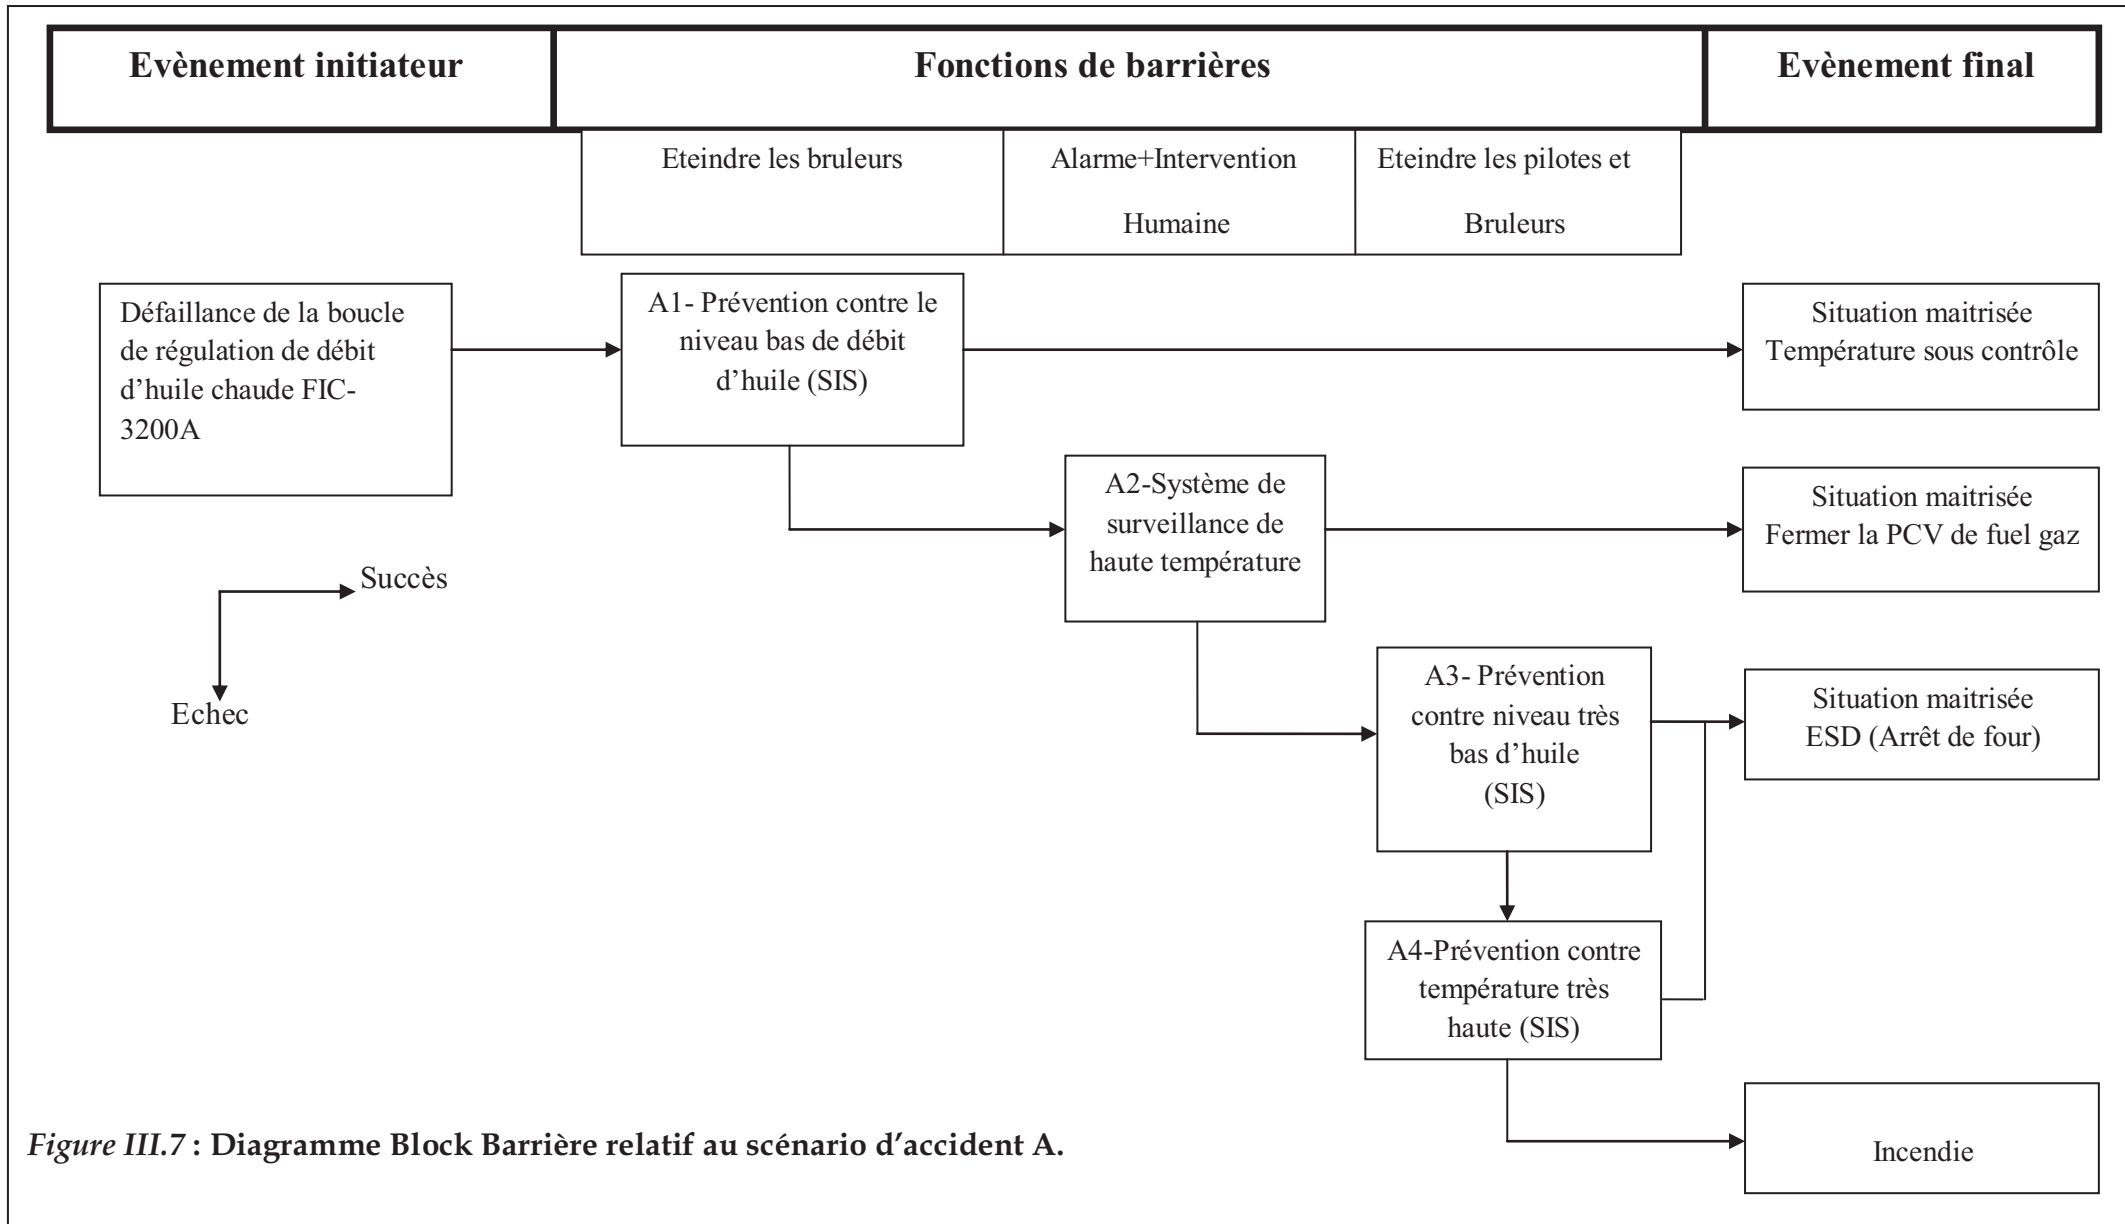 Evènement initiateur
Fonctions de barrières
Evènement final
Eteindre les bruleurs
Alarme+Intervention
Humaine
Eteindre les pilotes et
Bruleurs
Défaillance de la boucle
de régulation de débit
d’huile chaude FIC-
3200A
A1- Prévention contre le
niveau bas de débit
d’huile (SIS)
Situation maitrisée
Température sous contrôle
A2-Système de
surveillance de
haute température
Situation maitrisée
Fermer la PCV de fuel gaz
Succès
Echec
A3- Prévention
contre niveau très
bas d’huile
(SIS)
Situation maitrisée
ESD (Arrêt de four)
A4-Prévention contre
température très
haute (SIS)
Incendie
Figure III.7 : Diagramme Block Barrière relatif au scénario d’accident A.